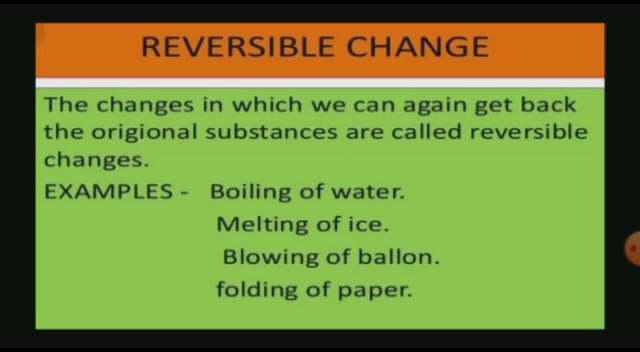 REVERSIBLE CHANGE
The changes in which we can again get back
the origional substances are called reversible
changes.
EXAMPLES - Boiling of water.
Melting of ice.
Blowing of ballon.
folding of paper.